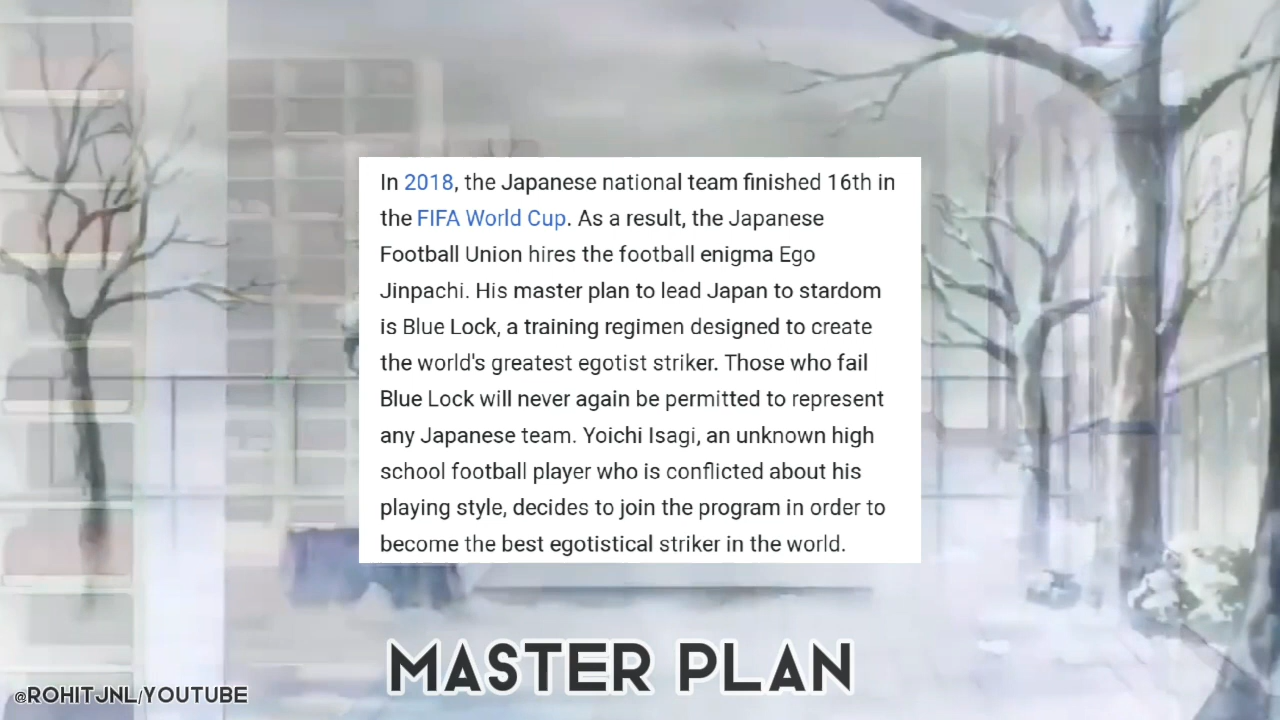 In 2018, the Japanese national team finished 16th in
the FIFA World Cup. As a result, the Japanese
Football Union hires the football enigma Ego
Jinpachi. His master plan to lead Japan to stardom
is Blue Lock, a training regimen designed to create
the world's greatest egotist striker. Those who fail
Blue Lock will never again be permitted to represent
any Japanese team. Yoichi Isagi, an unknown high
school football player who is conflicted about his
playing style, decides to join the program in order to
become the best egotistical striker in the world.
MASTER PLAN
@ROHITJNL/YOUTUBE